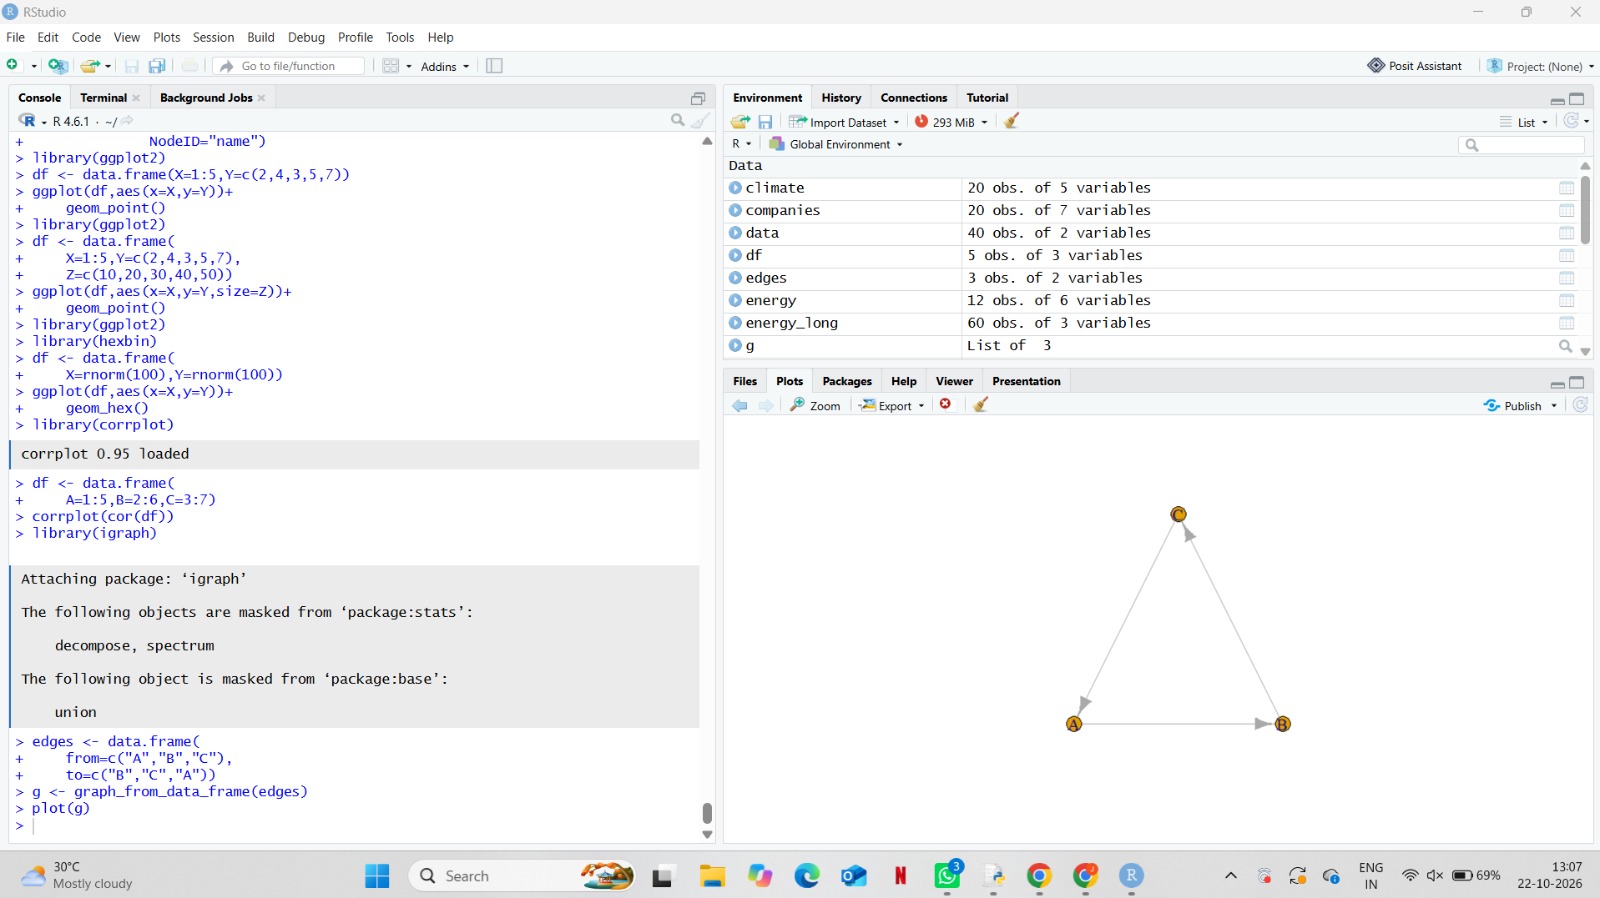 RStudio
File Edit Code View Plots Session Build Debug Profile Tools Help
Go to file/function Addins Posit Assistant Project: (None)
Console Terminal Background Jobs
R 4.6.1 · ~/
+ NodeID="name")
> library(ggplot2)
> df <- data.frame(X=1:5,Y=c(2,4,3,5,7))
> ggplot(df,aes(x=X,y=Y))+
+ geom_point()
> library(ggplot2)
> df <- data.frame(
+ X=1:5,Y=c(2,4,3,5,7),
+ Z=c(10,20,30,40,50))
> ggplot(df,aes(x=X,y=Y,size=Z))+
+ geom_point()
> library(ggplot2)
> library(hexbin)
> df <- data.frame(
+ X=rnorm(100),Y=rnorm(100))
> ggplot(df,aes(x=X,y=Y))+
+ geom_hex()
> library(corrplot)
corrplot 0.95 loaded
> df <- data.frame(
+ A=1:5,B=2:6,C=3:7)
> corrplot(cor(df))
> library(igraph)
Attaching package: ‘igraph’
The following objects are masked from ‘package:stats’:
decompose, spectrum
The following object is masked from ‘package:base’:
union
> edges <- data.frame(
+ from=c("A","B","C"),
+ to=c("B","C","A"))
> g <- graph_from_data_frame(edges)
> plot(g)
>
Environment History Connections Tutorial
Import Dataset 293 MiB List
R Global Environment
Data
climate 20 obs. of 5 variables
companies 20 obs. of 7 variables
data 40 obs. of 2 variables
df 5 obs. of 3 variables
edges 3 obs. of 2 variables
energy 12 obs. of 6 variables
energy_long 60 obs. of 3 variables
g List of 3
Files Plots Packages Help Viewer Presentation
Zoom Export Publish
C
A B
30°C
Mostly cloudy
Search
3
ENG
IN
69%
13:07
22-10-2026